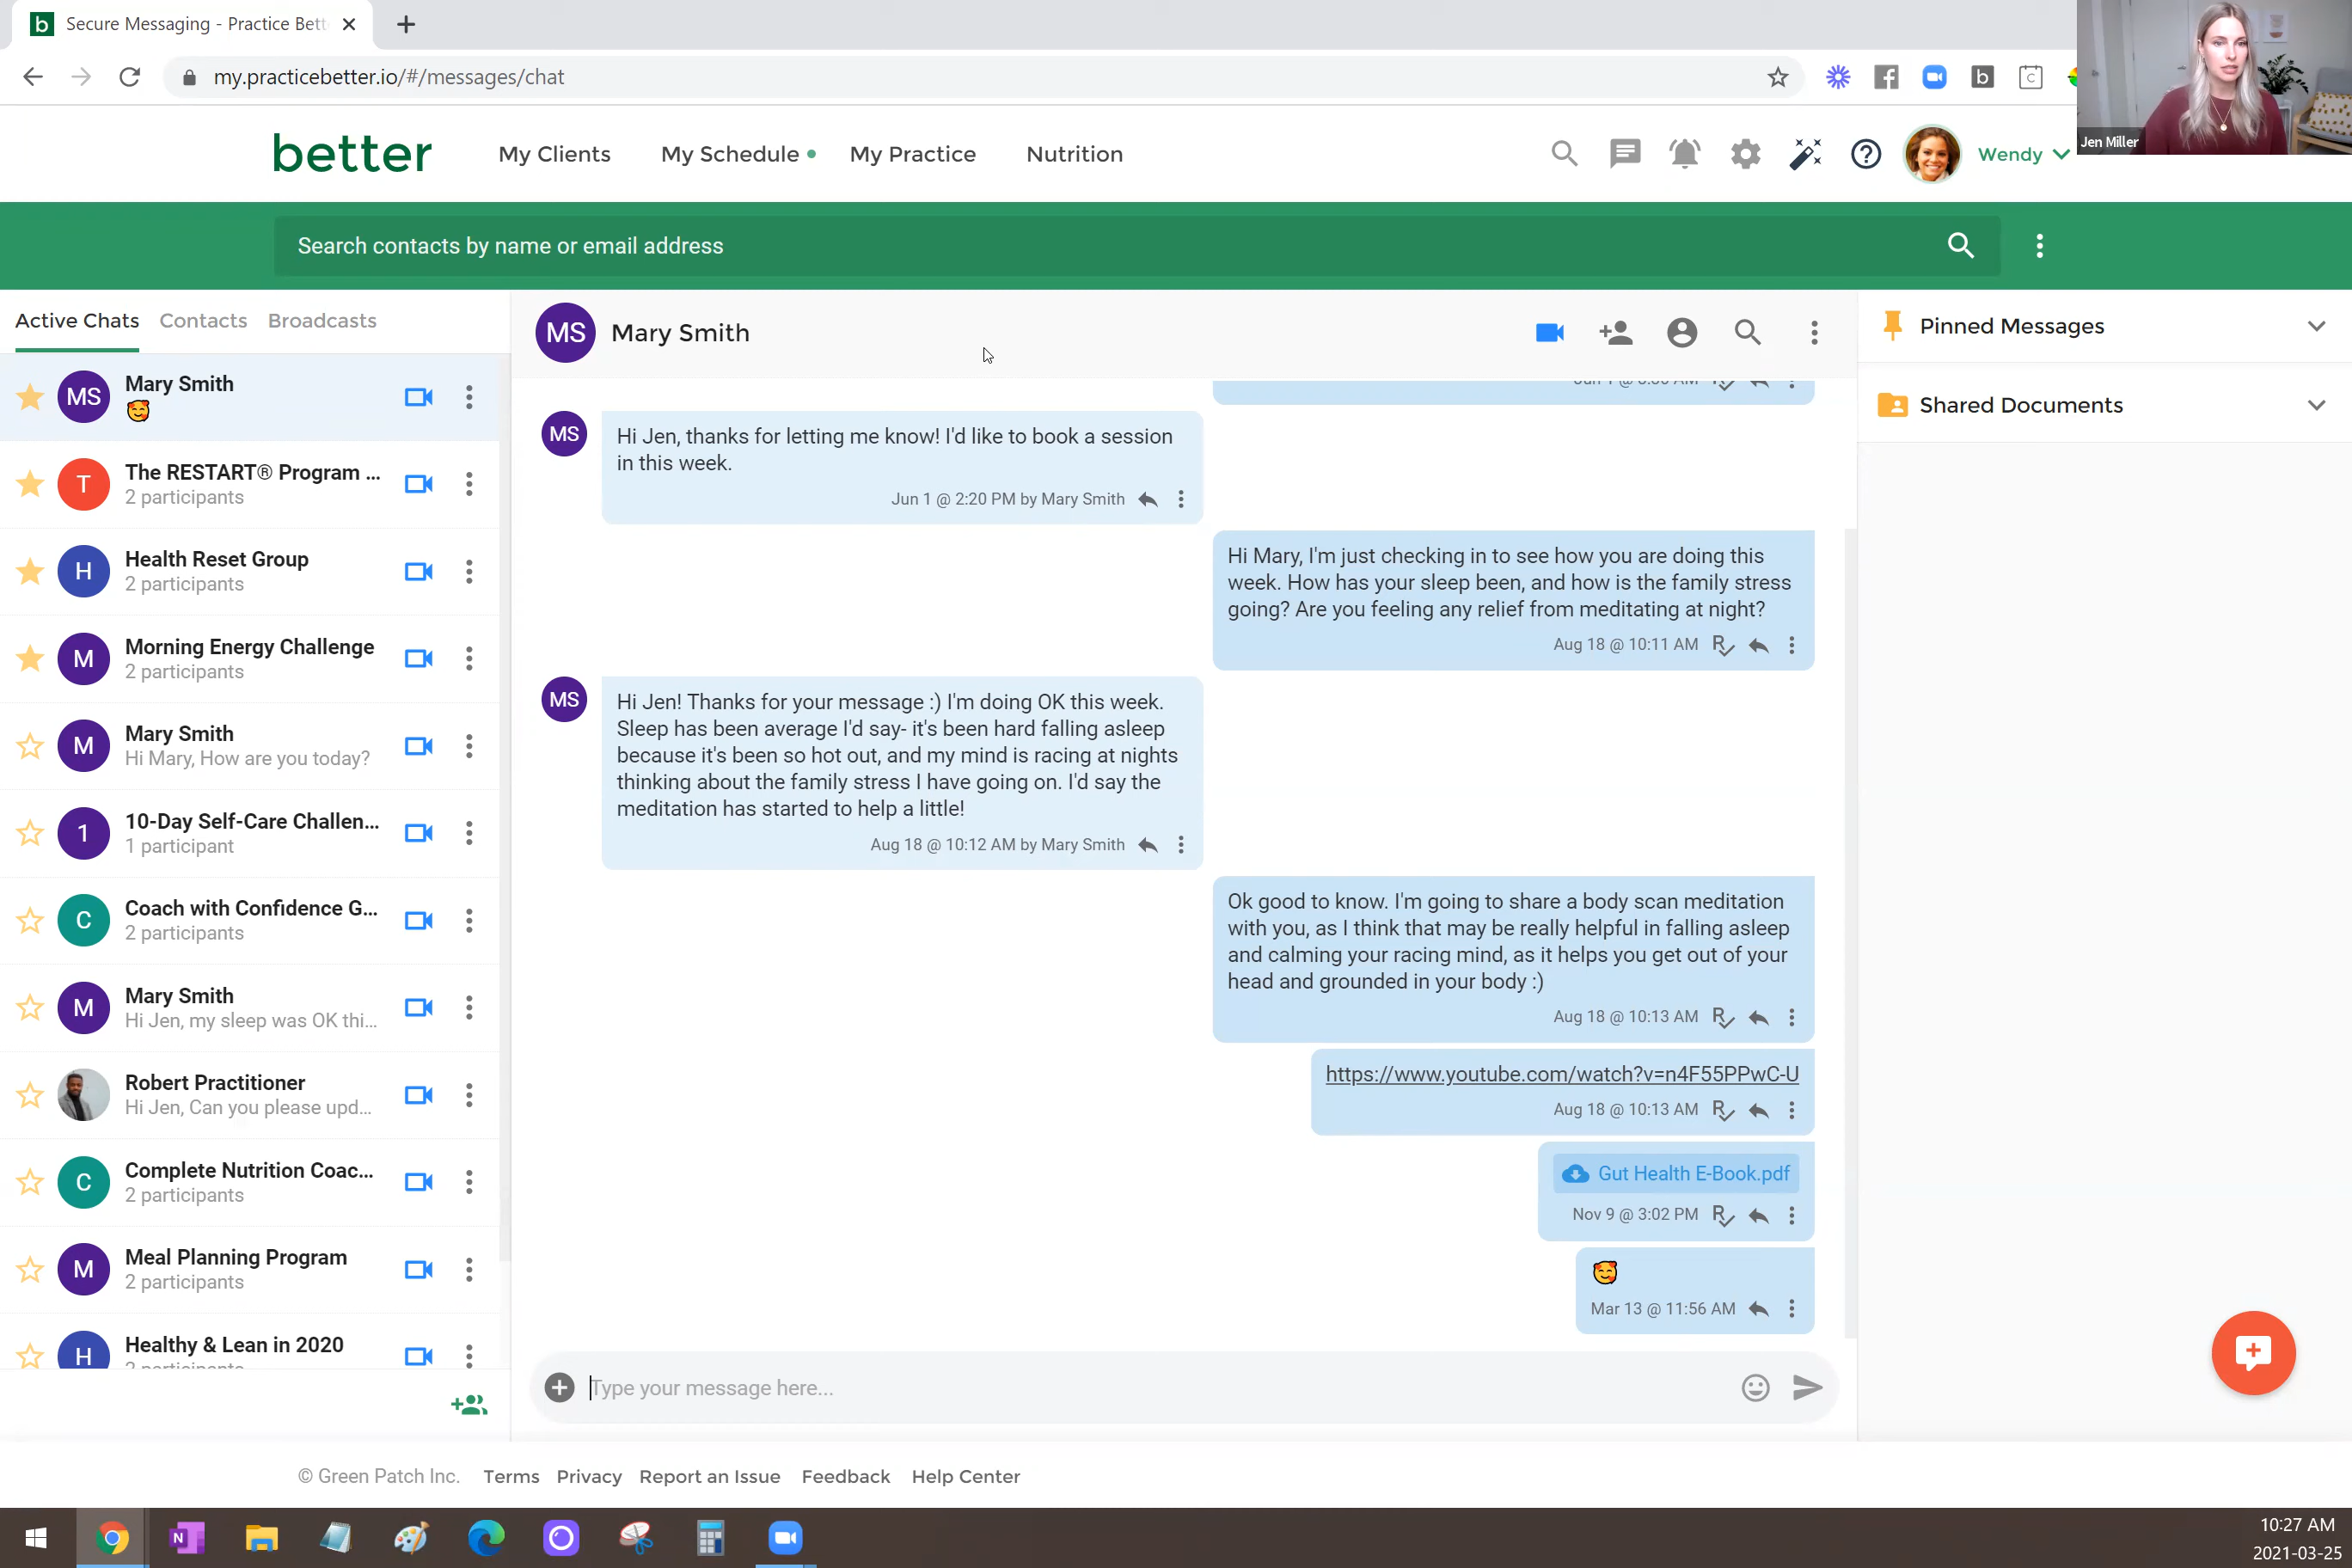 Secure Messaging - Practice Bett
my.practicebetter.io/#/messages/chat
Jen Miller
better
My Clients
My Schedule
My Practice
Nutrition
Wendy
Search contacts by name or email address
Active Chats
Contacts
Broadcasts
MS
Mary Smith
T
The RESTART® Program ...
2 participants
H
Health Reset Group
2 participants
M
Morning Energy Challenge
2 participants
M
Mary Smith
Hi Mary, How are you today?
1
10-Day Self-Care Challen...
1 participant
C
Coach with Confidence G...
2 participants
M
Mary Smith
Hi Jen, my sleep was OK thi...
Robert Practitioner
Hi Jen, Can you please upd...
C
Complete Nutrition Coac...
2 participants
M
Meal Planning Program
2 participants
H
Healthy & Lean in 2020
MS
Mary Smith
MS
Hi Jen, thanks for letting me know! I'd like to book a session
in this week.
Jun 1 @ 2:20 PM by Mary Smith
Hi Mary, I'm just checking in to see how you are doing this
week. How has your sleep been, and how is the family stress
going? Are you feeling any relief from meditating at night?
Aug 18 @ 10:11 AM
MS
Hi Jen! Thanks for your message :) I'm doing OK this week.
Sleep has been average I'd say- it's been hard falling asleep
because it's been so hot out, and my mind is racing at nights
thinking about the family stress I have going on. I'd say the
meditation has started to help a little!
Aug 18 @ 10:12 AM by Mary Smith
Ok good to know. I'm going to share a body scan meditation
with you, as I think that may be really helpful in falling asleep
and calming your racing mind, as it helps you get out of your
head and grounded in your body :)
Aug 18 @ 10:13 AM
https://www.youtube.com/watch?v=n4F55PPwC-U
Aug 18 @ 10:13 AM
Gut Health E-Book.pdf
Nov 9 @ 3:02 PM
Mar 13 @ 11:56 AM
Type your message here...
Pinned Messages
Shared Documents
© Green Patch Inc.
Terms
Privacy
Report an Issue
Feedback
Help Center
10:27 AM
2021-03-25